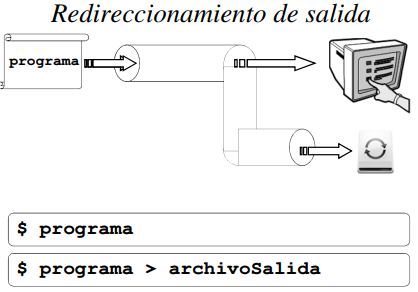 Redireccionamiento de salida
programa
$ programa
$ programa > archivoSalida